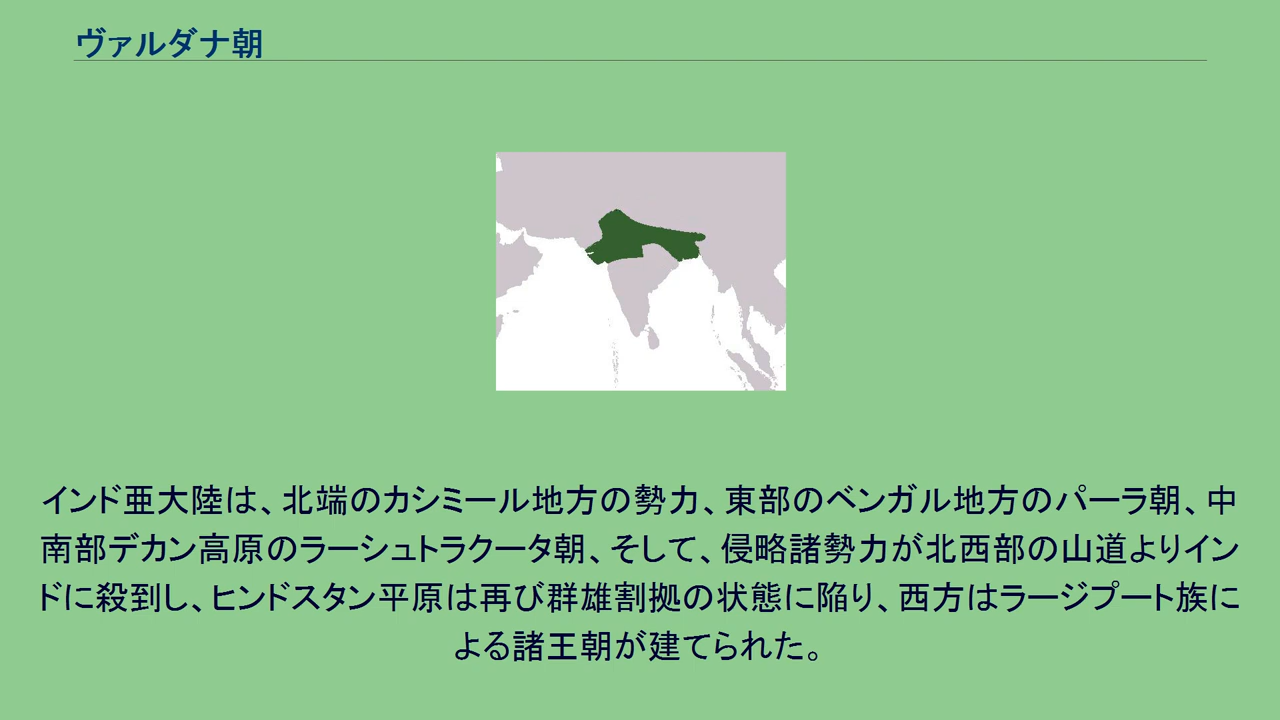 ヴァルダナ朝
インド亜大陸は、北端のカシミール地方の勢力、東部のベンガル地方のパーラ朝、中
南部デカン高原のラーシュトラクータ朝、そして、侵略諸勢力が北西部の山道よりイン
ドに殺到し、ヒンドスタン平原は再び群雄割拠の状態に陥り、西方はラージプート族に
よる諸王朝が建てられた。